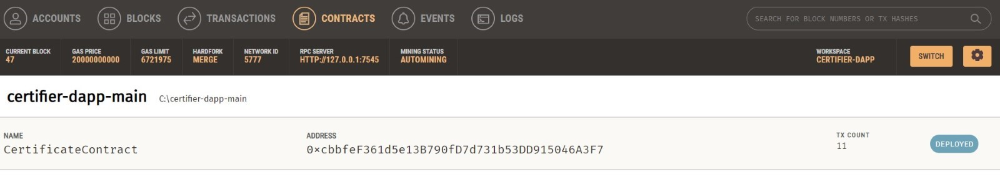 ACCOUNTS BLOCKS TRANSACTIONS CONTRACTS EVENTS LOGS SEARCH FOR BLOCK NUMBERS OR TX HASHES
CURRENT BLOCK GAS PRICE GAS LIMIT HARDFORK NETWORK ID RPC SERVER MINING STATUS WORKSPACE
47 20000000000 6721975 MERGE 5777 HTTP://127.0.0.1:7545 AUTOMINING CERTIFIER-DAPP SWITCH
certifier-dapp-main C:\certifier-dapp-main
NAME ADDRESS TX COUNT
CertificateContract 0×cbbfeF361d5e13B790fD7d731b53DD915046A3F7 11 DEPLOYED